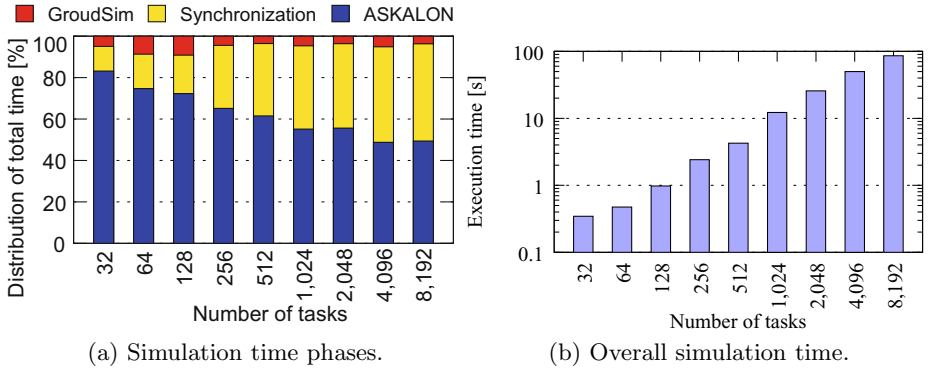 GroudSim Synchronization ASKALON
Distribution of total time [%]
100
80
60
40
20
0
32 64 128 256 512 1,024 2,048 4,096 8,192
Number of tasks
(a) Simulation time phases.
Execution time [s]
100
10
1
0.1
32 64 128 256 512 1,024 2,048 4,096 8,192
Number of tasks
(b) Overall simulation time.